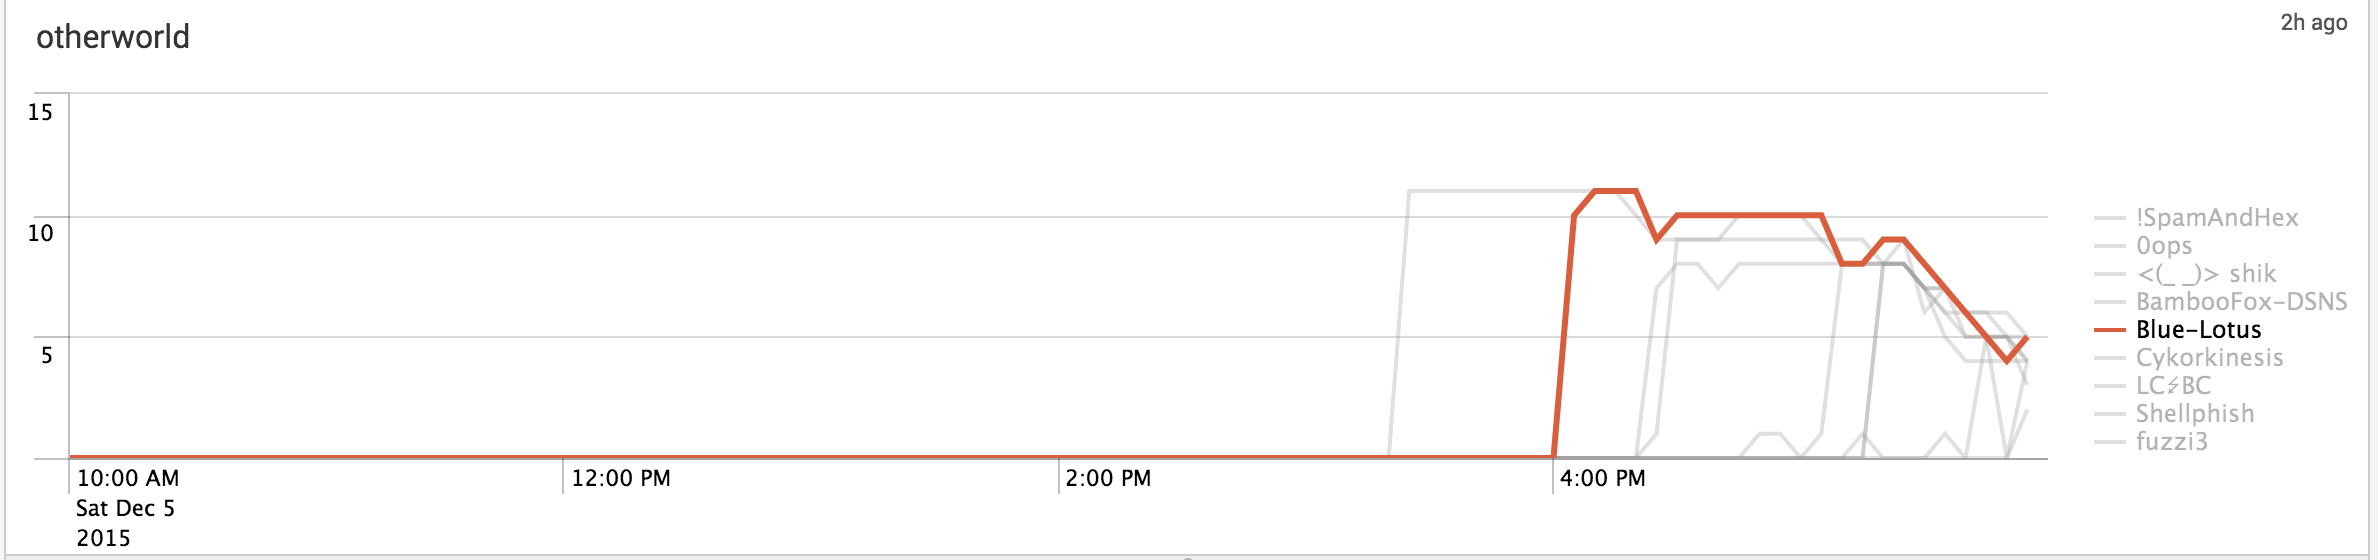 otherworld
2h ago
15
10
5
10:00 AM
Sat Dec 5
2015
12:00 PM
2:00 PM
4:00 PM
!SpamAndHex
0ops
<(_ _)> shik
BambooFox-DSNS
Blue-Lotus
Cykorkinesis
LC⚡BC
Shellphish
fuzzi3